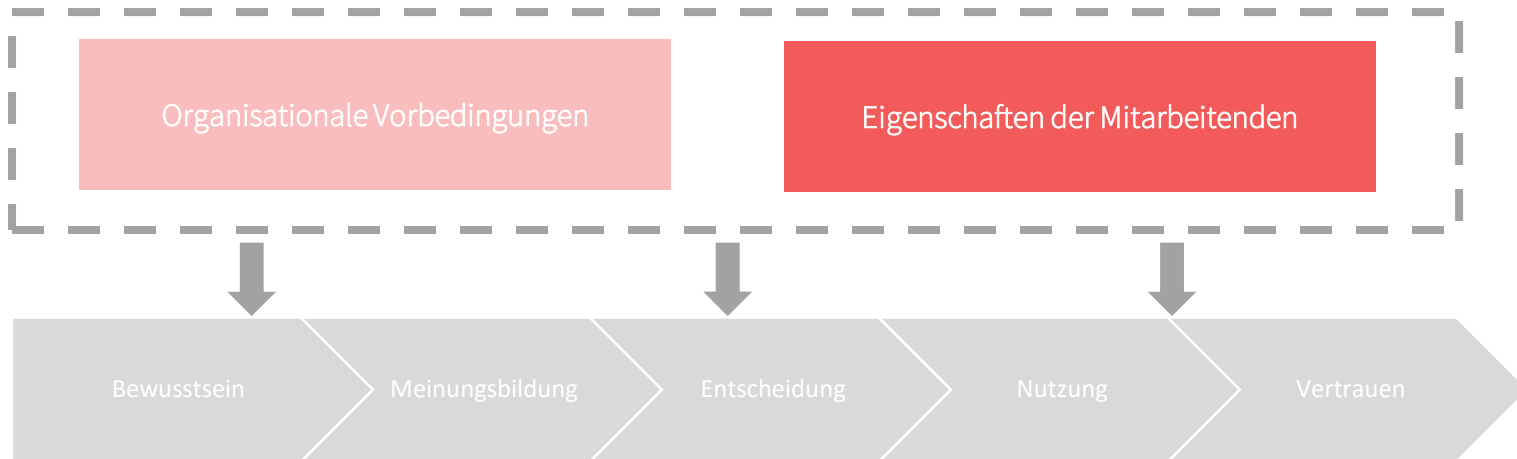 Organisationale Vorbedingungen
Eigenschaften der Mitarbeitenden
Bewusstsein
Meinungsbildung
Entscheidung
Nutzung
Vertrauen